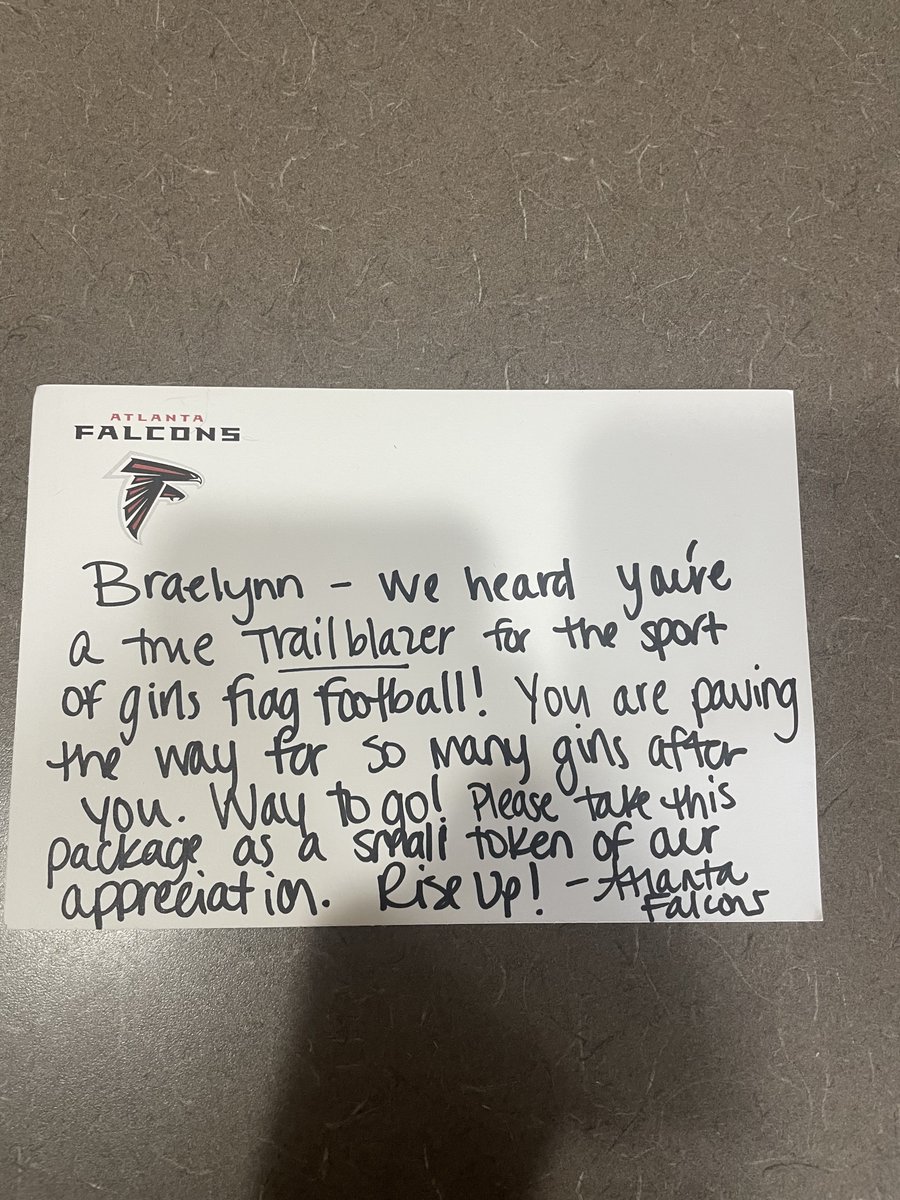 ATLANTA
FALCONS
Braelynn - We heard you're
a true Trailblazer for the sport
of girls flag football! You are paving
the way for so many girls after
you. Way to go! Please take this
package as a small token of our
appreciation. Rise Up! - Atlanta
Falcons